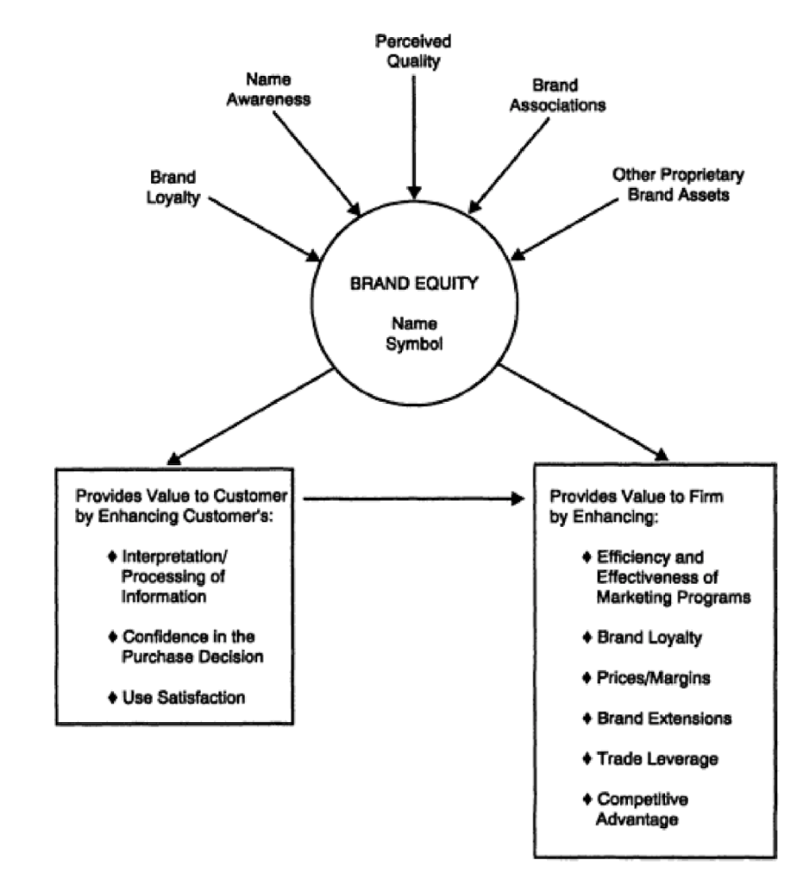 Perceived
Quality
Name
Awareness
Brand
Associations
Brand
Loyalty
Other Proprietary
Brand Assets
BRAND EQUITY
Name
Symbol
Provides Value to Customer
by Enhancing Customer's:
♦ Interpretation/
Processing of
Information
♦ Confidence in the
Purchase Decision
♦ Use Satisfaction
Provides Value to Firm
by Enhancing:
♦ Efficiency and
Effectiveness of
Marketing Programs
♦ Brand Loyalty
♦ Prices/Margins
♦ Brand Extensions
♦ Trade Leverage
♦ Competitive
Advantage